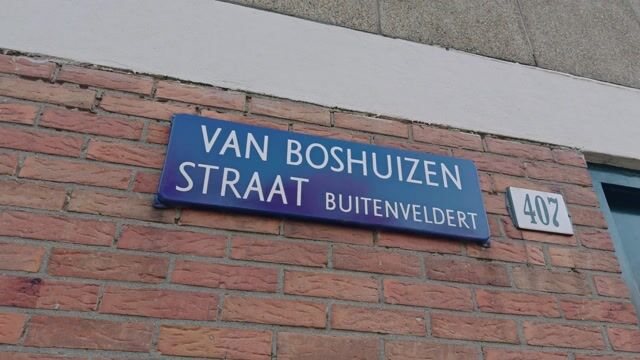 VAN BOSHUIZEN
STRAAT BUITENVELDERT
407